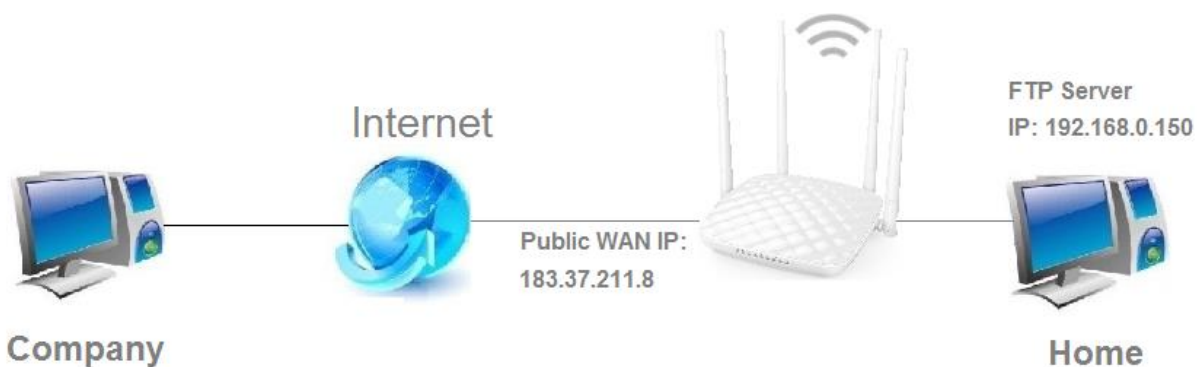 Internet
FTP Server
IP: 192.168.0.150
Public WAN IP:
183.37.211.8
Company
Home